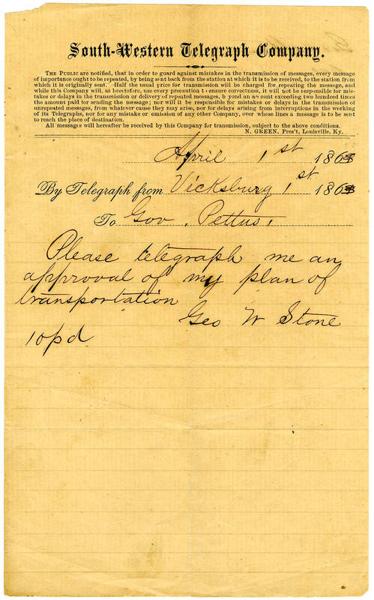 South-Western Telegraph Company.
THE PUBLIC are notified, that in order to guard against mistakes in the transmission of messages, every message
of importance ought to be repeated, by being sent back from the station at which it is to be received, to the station from
which it is originally sent. Half the usual price for transmission will be charged for repeating the message, and
while this Company will, as heretofore, use every precaution to ensure correctness, it will not be responsible for mis-
takes or delays in the transmission or delivery of repeated messages, beyond an amount exceeding two hundred times
the amount paid for sending the message; nor will it be responsible for mistakes or delays in the transmission of
unrepeated messages, from whatever cause they may arise, nor for delays arising from interruptions in the working
of its Telegraphs, nor for any mistake or omission of any other Company, over whose lines a message is to be sent
to reach the place of destination.
All messages will hereafter be received by this Company for transmission, subject to the above conditions.
N. GREEN, Pres't, Louisville, Ky.
April 1st 1863
By Telegraph from Vicksburg 1st 1863
To Gov. Pettus,
Please telegraph me an
approval of my plan of
transportation
Geo W Stone
10pd